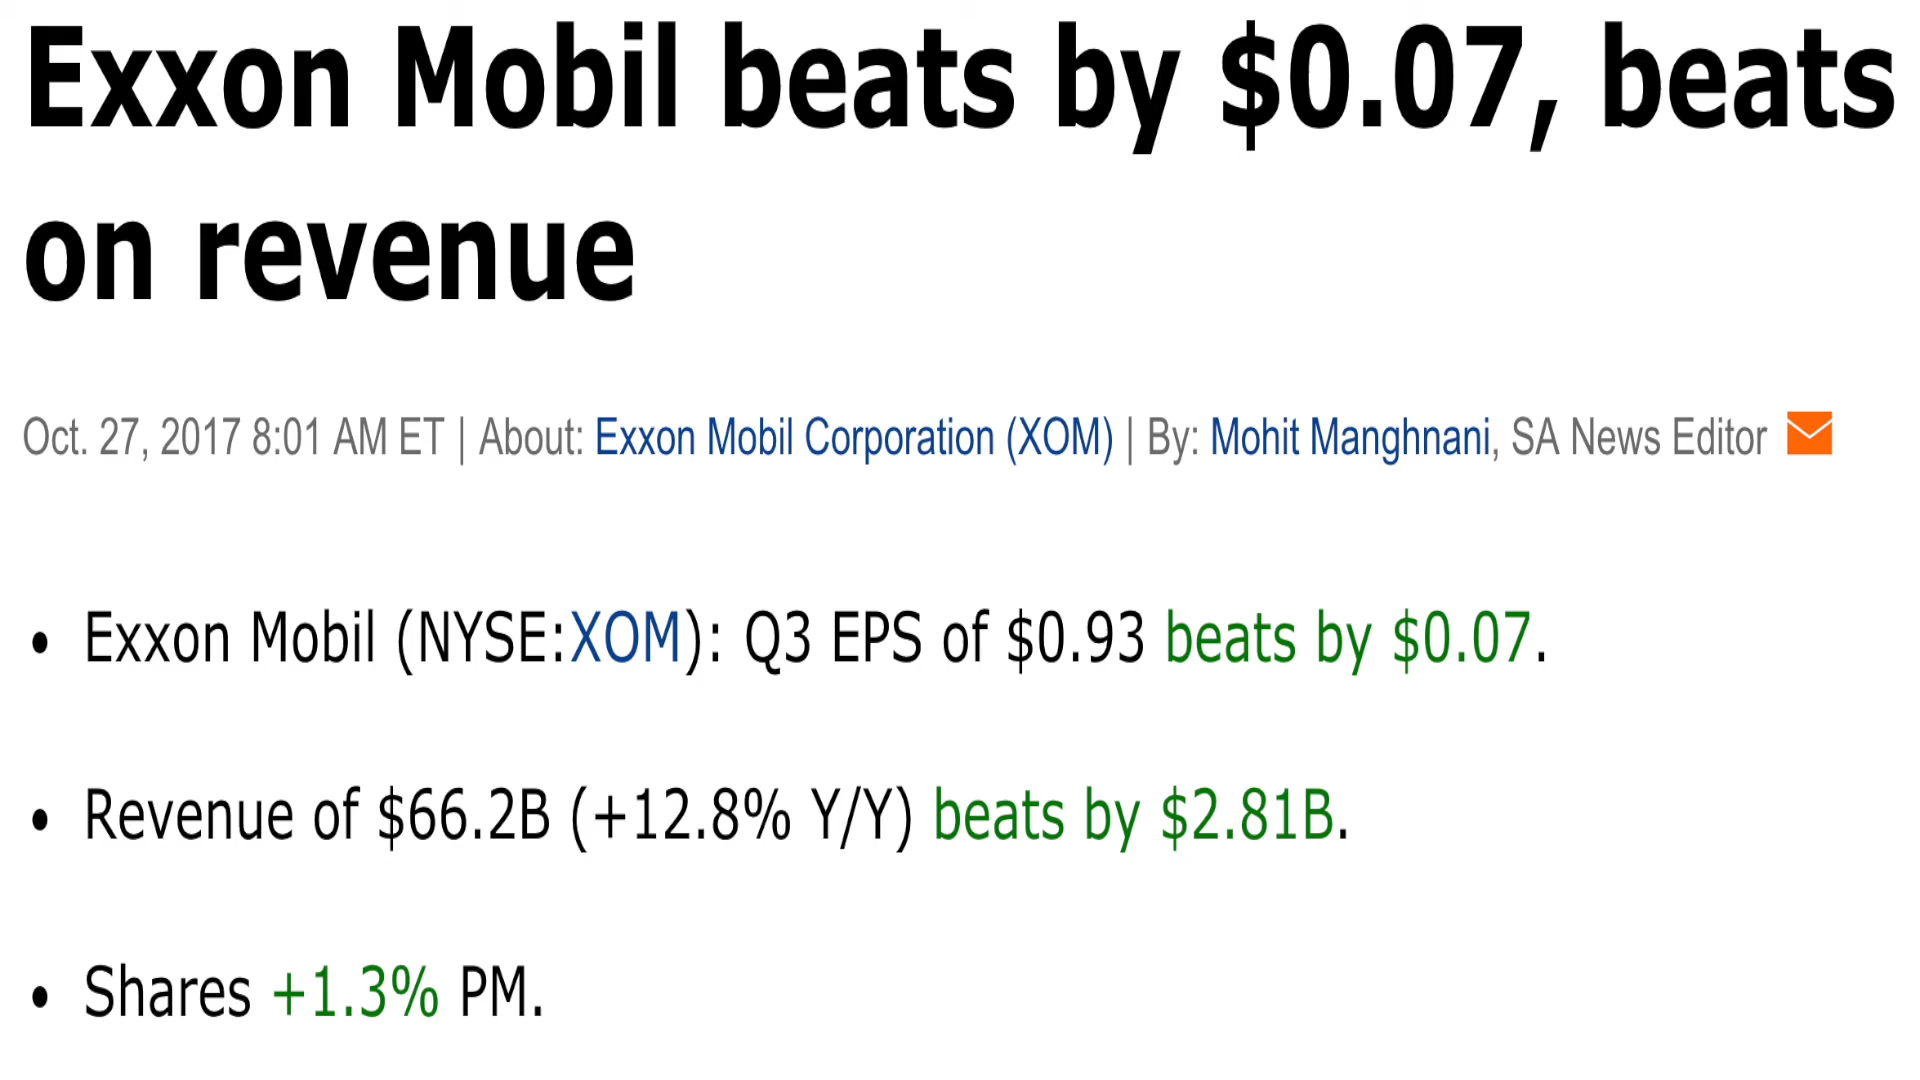 Exxon Mobil beats by $0.07, beats
on revenue
Oct. 27, 2017 8:01 AM ET | About: Exxon Mobil Corporation (XOM) | By: Mohit Manghnani, SA News Editor
• Exxon Mobil (NYSE:XOM): Q3 EPS of $0.93 beats by $0.07.
• Revenue of $66.2B (+12.8% Y/Y) beats by $2.81B.
• Shares +1.3% PM.